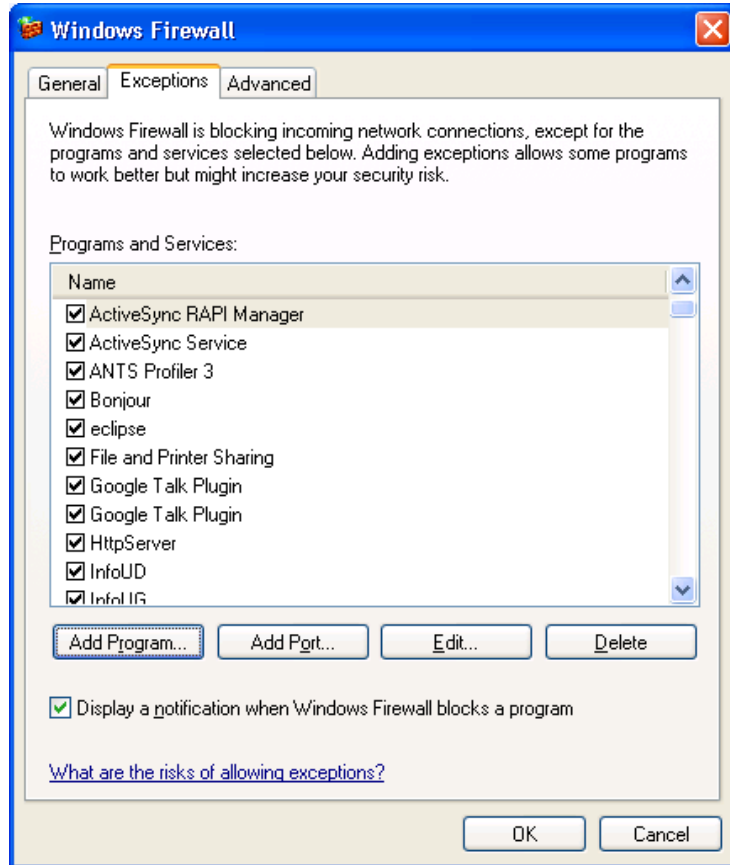 Windows Firewall
General Exceptions Advanced
Windows Firewall is blocking incoming network connections, except for the
programs and services selected below. Adding exceptions allows some programs
to work better but might increase your security risk.
Programs and Services:
Name
ActiveSync RAPI Manager
ActiveSync Service
ANTS Profiler 3
Bonjour
eclipse
File and Printer Sharing
Google Talk Plugin
Google Talk Plugin
HttpServer
InfoUD
InfoUG
Add Program... Add Port... Edit... Delete
Display a notification when Windows Firewall blocks a program
What are the risks of allowing exceptions?
OK Cancel